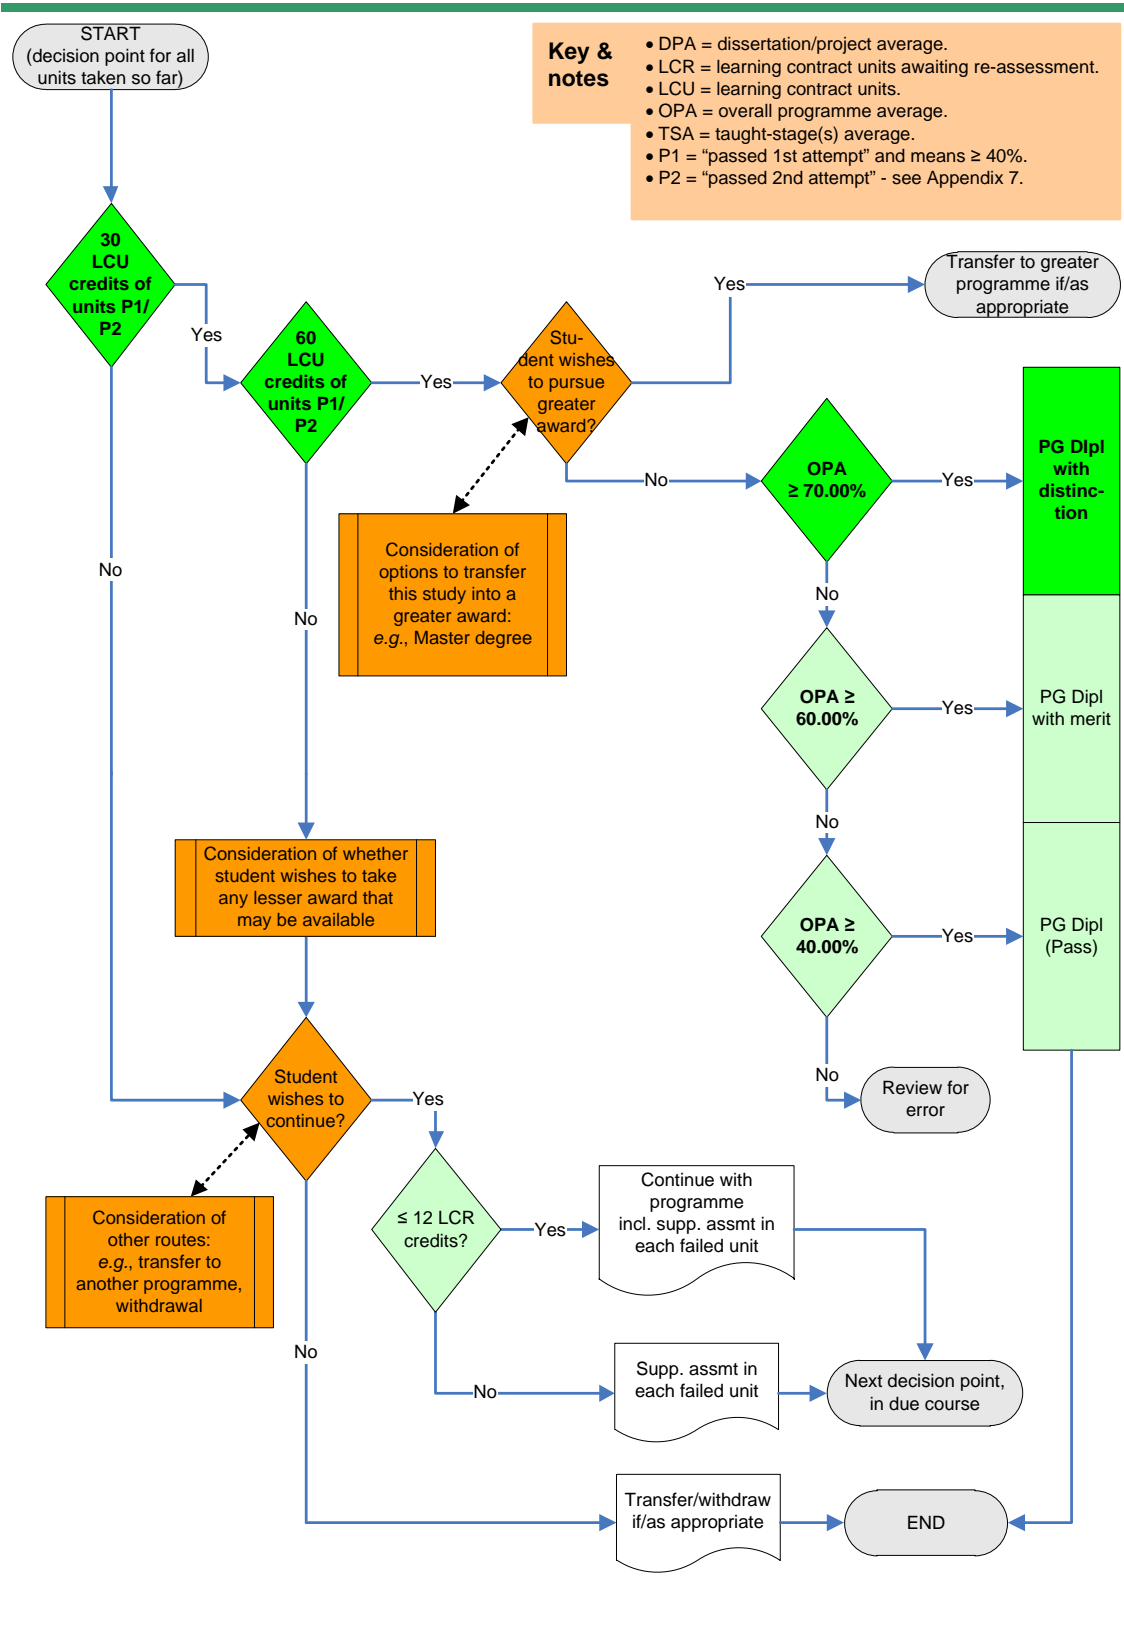 START
(decision point for all
units taken so far)
Key &
notes
• DPA = dissertation/project average.
• LCR = learning contract units awaiting re-assessment.
• LCU = learning contract units.
• OPA = overall programme average.
• TSA = taught-stage(s) average.
• P1 = “passed 1st attempt” and means ≥ 40%.
• P2 = “passed 2nd attempt” - see Appendix 7.
30
LCU
credits of
units P1/
P2
Yes
No
60
LCU
credits of
units P1/
P2
Yes
No
Stu-
dent wishes
to pursue
greater
award?
Yes
Transfer to greater
programme if/as
appropriate
No
Consideration of
options to transfer
this study into a
greater award:
e.g., Master degree
OPA
≥ 70.00%
Yes
PG DIpl
with
distinc-
tion
No
OPA ≥
60.00%
Yes
PG Dipl
with merit
No
OPA ≥
40.00%
Yes
PG Dipl
(Pass)
No
Review for
error
Consideration of whether
student wishes to take
any lesser award that
may be available
Student
wishes to
continue?
Yes
No
Consideration of
other routes:
e.g., transfer to
another programme,
withdrawal
≤ 12 LCR
credits?
Yes
Continue with
programme
incl. supp. assmt in
each failed unit
No
Supp. assmt in
each failed unit
Next decision point,
in due course
Transfer/withdraw
if/as appropriate
END